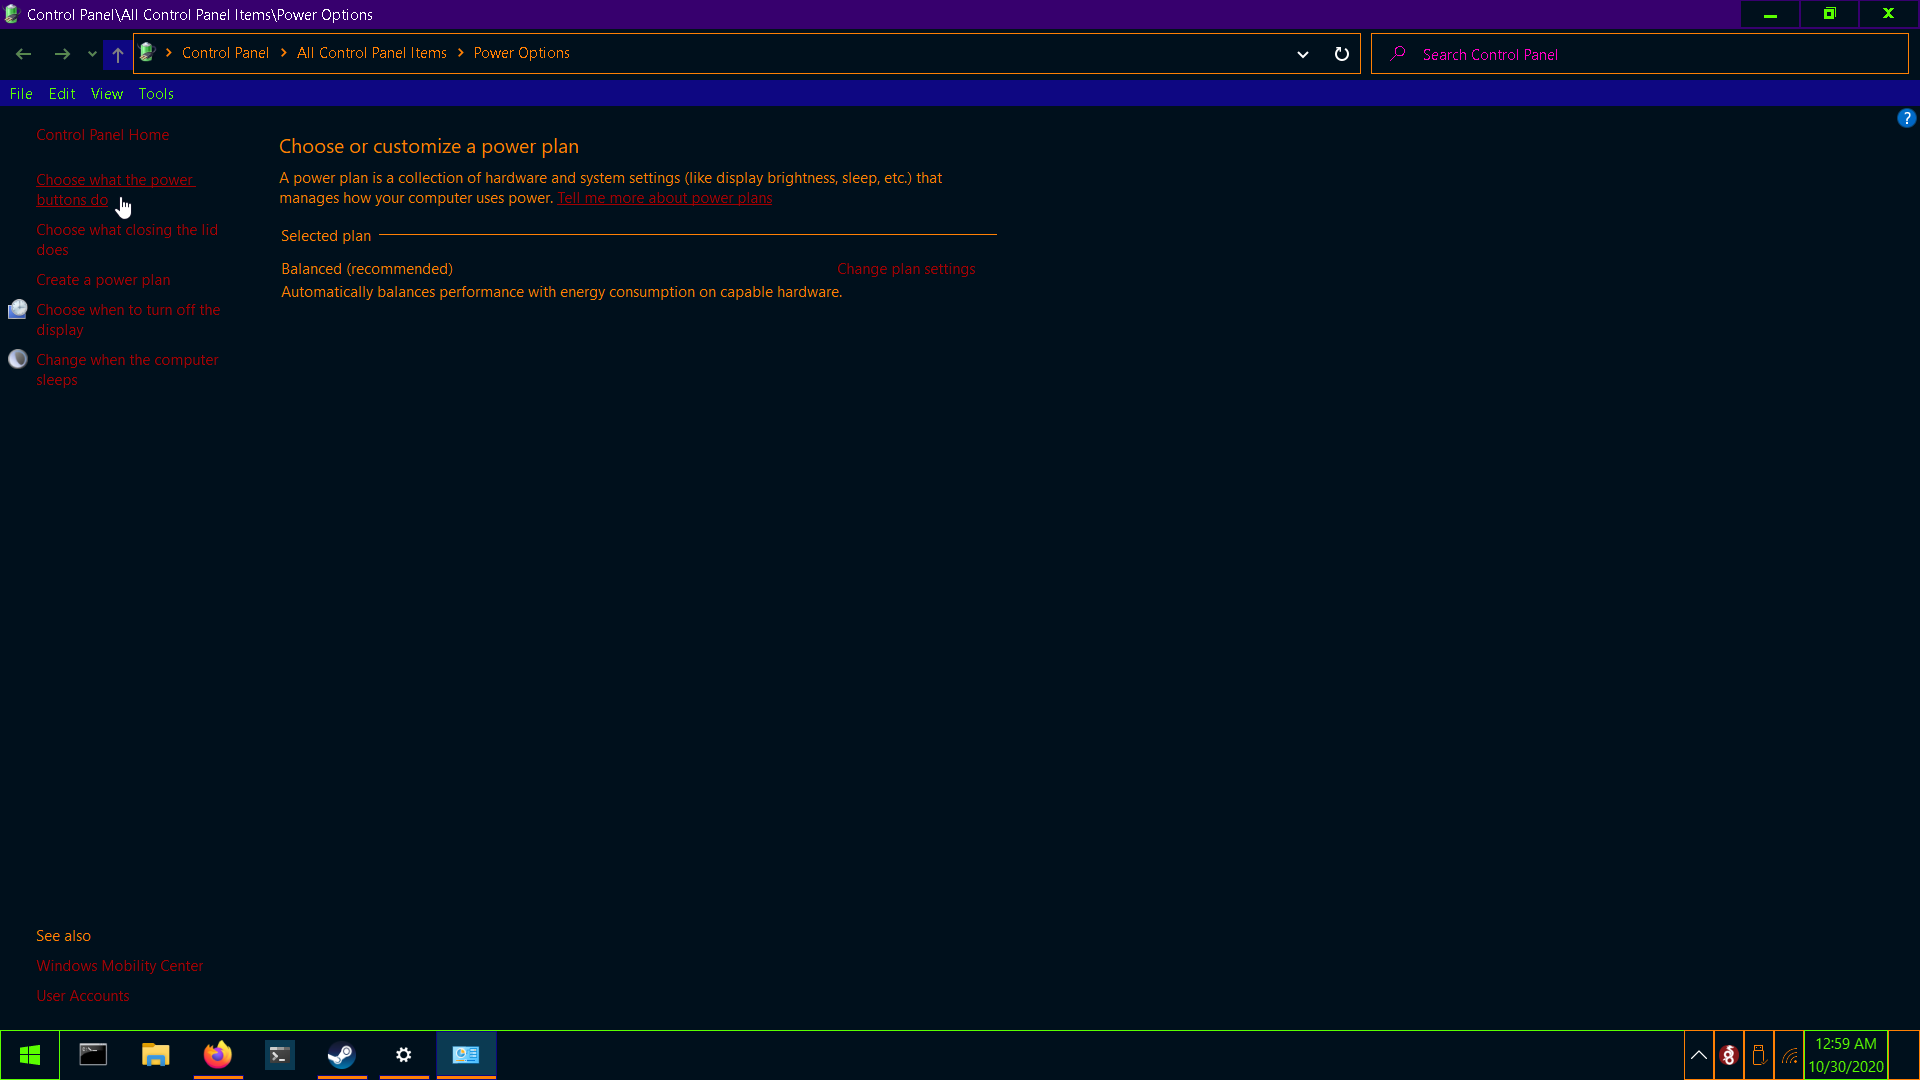 Control Panel\All Control Panel Items\Power Options
Control Panel
All Control Panel Items
Power Options
Search Control Panel
File Edit View Tools
Control Panel Home
Choose what the power
buttons do
Choose what closing the lid
does
Create a power plan
Choose when to turn off the
display
Change when the computer
sleeps
Choose or customize a power plan
A power plan is a collection of hardware and system settings (like display brightness, sleep, etc.) that
manages how your computer uses power. Tell me more about power plans
Selected plan
Balanced (recommended) Change plan settings
Automatically balances performance with energy consumption on capable hardware.
See also
Windows Mobility Center
User Accounts
12:59 AM
10/30/2020